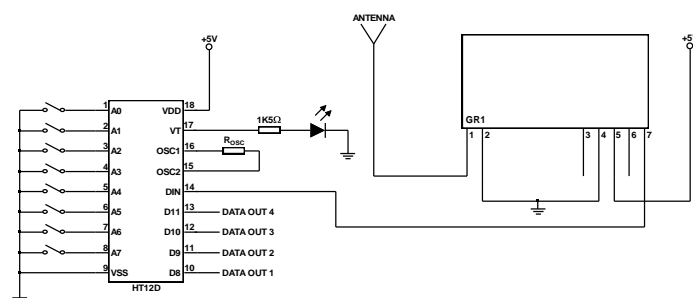 ANTENNA
+5V
+5
1 A0 VDD 18
2 A1 VT 17
1K5Ω
3 A2 OSC1 16
ROSC
4 A3 OSC2 15
5 A4 DIN 14
6 A5 D11 13 DATA OUT 4
7 A6 D10 12 DATA OUT 3
8 A7 D9 11 DATA OUT 2
9 VSS D8 10 DATA OUT 1
HT12D
GR1
1 2 3 4 5 6 7